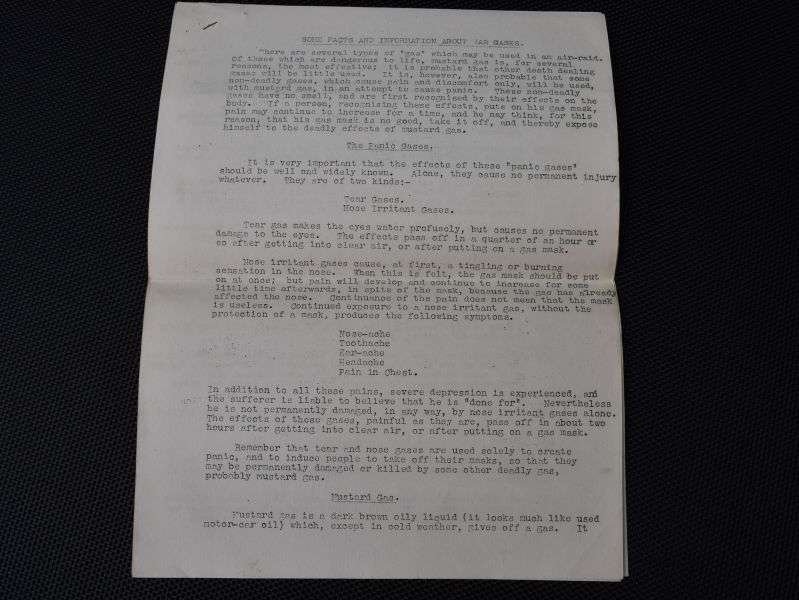 SOME FACTS AND INFORMATION ABOUT WAR GASES.
There are several types of "gas" which may be used in an air-raid.
Of these which are dangerous to life, mustard gas is, for several
reasons, the most effective; it is probable that other death dealing
gases will be little used. It is, however, also probable that some
non-deadly gases, which cause pain and discomfort only, will be used,
with mustard gas, in an attempt to cause panic. These non-deadly
gases have no smell, and are first recognised by their effects on the
body. If a person, recognising these effects, puts on his gas mask,
pain may continue to increase for a time, and he may think, for this
reason, that his gas mask is no good, take it off, and thereby expose
himself to the deadly effects of mustard gas.
The Panic Gases.
It is very important that the effects of these "panic gases"
should be well and widely known. Alone, they cause no permanent injury
whatever. They are of two kinds:-
Tear Gases.
Nose Irritant Gases.
Tear gas makes the eyes water profusely, but causes no permanent
damage to the eyes. The effects pass off in a quarter of an hour or
so after getting into clear air, or after putting on a gas mask.
Nose irritant gases cause, at first, a tingling or burning
sensation in the nose. When this is felt, the gas mask should be put
on at once; but pain will develop and continue to increase for some
little time afterwards, in spite of the mask, because the gas has already
affected the nose. Continuance of the pain does not mean that the mask
is useless. Continued exposure to a nose irritant gas, without the
protection of a mask, produces the following symptoms.
Nose-ache
Toothache
Ear-ache
Headache
Pain in Chest.
In addition to all these pains, severe depression is experienced, and
the sufferer is liable to believe that he is "done for". Nevertheless
he is not permanently damaged, in any way, by nose irritant gases alone.
The effects of these gases, painful as they are, pass off in about two
hours after getting into clear air, or after putting on a gas mask.
Remember that tear and nose gases are used solely to create
panic, and to induce people to take off their masks, so that they
may be permanently damaged or killed by some other deadly gas,
probably mustard gas.
Mustard Gas.
Mustard gas is a dark brown oily liquid (it looks much like used
motor-car oil) which, except in cold weather, gives off a gas. It